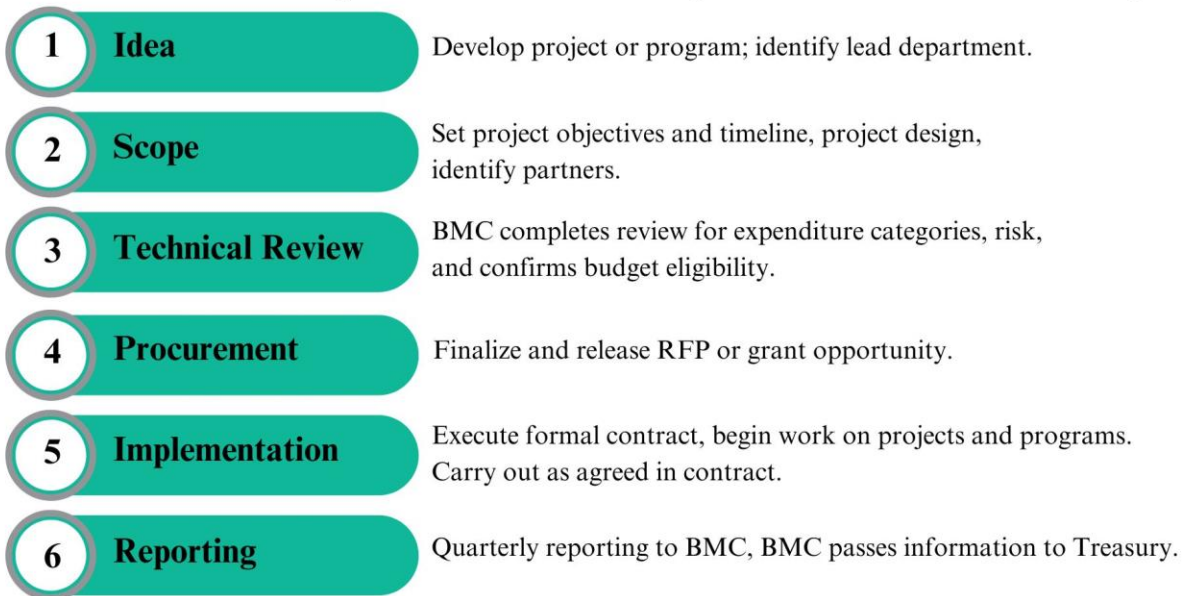 1 Idea Develop project or program; identify lead department.
2 Scope Set project objectives and timeline, project design,
identify partners.
3 Technical Review BMC completes review for expenditure categories, risk,
and confirms budget eligibility.
4 Procurement Finalize and release RFP or grant opportunity.
5 Implementation Execute formal contract, begin work on projects and programs.
Carry out as agreed in contract.
6 Reporting Quarterly reporting to BMC, BMC passes information to Treasury.